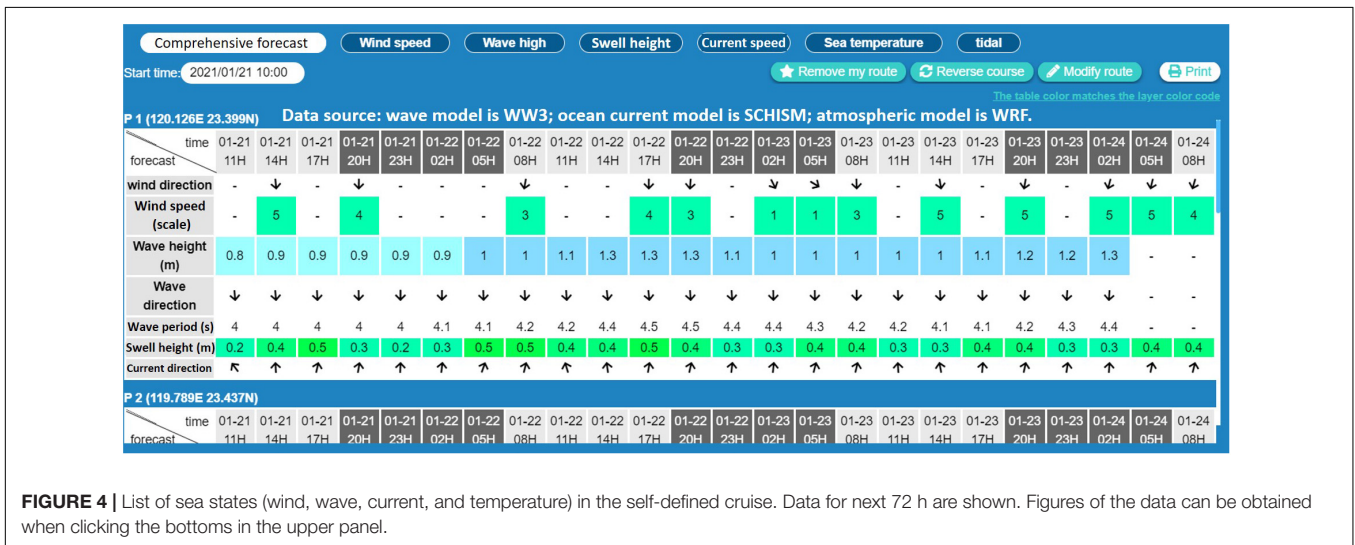 Comprehensive forecast Wind speed Wave high Swell height Current speed Sea temperature tidal
Start time: 2021/01/21 10:00 Remove my route Reverse course Modify route Print
The table color matches the layer color code
P 1 (120.126E 23.399N) Data source: wave model is WW3; ocean current model is SCHISM; atmospheric model is WRF.
time 01-21 01-21 01-21 01-21 01-21 01-22 01-22 01-22 01-22 01-22 01-22 01-22 01-22 01-23 01-23 01-23 01-23 01-23 01-23 01-23 01-23 01-24 01-24 01-24
forecast 11H 14H 17H 20H 23H 02H 05H 08H 11H 14H 17H 20H 23H 02H 05H 08H 11H 14H 17H 20H 23H 02H 05H 08H
wind direction - ↓ - ↓ - - - ↓ - - ↓ ↓ - ↘ ↘ ↓ - ↓ - ↓ - ↓ ↓ ↙
Wind speed
(scale) - 5 - 4 - - - 3 - - 4 3 - 1 1 3 - 5 - 5 - 5 5 4
Wave height
(m) 0.8 0.9 0.9 0.9 0.9 0.9 1 1 1.1 1.3 1.3 1.3 1.1 1 1 1 1 1 1.1 1.2 1.2 1.3 - -
Wave
direction ↓ ↓ ↓ ↓ ↓ ↓ ↓ ↓ ↓ ↓ ↓ ↓ ↓ ↓ ↓ ↓ ↓ ↓ ↓ ↓ ↓ ↓ - -
Wave period (s) 4 4 4 4 4 4.1 4.1 4.2 4.2 4.4 4.5 4.5 4.4 4.4 4.3 4.2 4.2 4.1 4.1 4.2 4.3 4.4 - -
Swell height (m) 0.2 0.4 0.5 0.3 0.2 0.3 0.5 0.5 0.4 0.4 0.5 0.4 0.3 0.3 0.4 0.4 0.3 0.3 0.4 0.4 0.3 0.3 0.4 0.4
Current direction ↖ ↑ ↑ ↑ ↑ ↑ ↗ ↑ ↖ ↑ ↑ ↑ ↑ ↑ ↑ ↑ ↑ ↑ ↑ ↑ ↑ ↑ ↑ ↗
P 2 (119.789E 23.437N)
time 01-21 01-21 01-21 01-21 01-21 01-22 01-22 01-22 01-22 01-22 01-22 01-22 01-22 01-23 01-23 01-23 01-23 01-23 01-23 01-23 01-23 01-24 01-24 01-24
forecast 11H 14H 17H 20H 23H 02H 05H 08H 11H 14H 17H 20H 23H 02H 05H 08H 11H 14H 17H 20H 23H 02H 05H 08H
FIGURE 4 | List of sea states (wind, wave, current, and temperature) in the self-defined cruise. Data for next 72 h are shown. Figures of the data can be obtained
when clicking the bottoms in the upper panel.